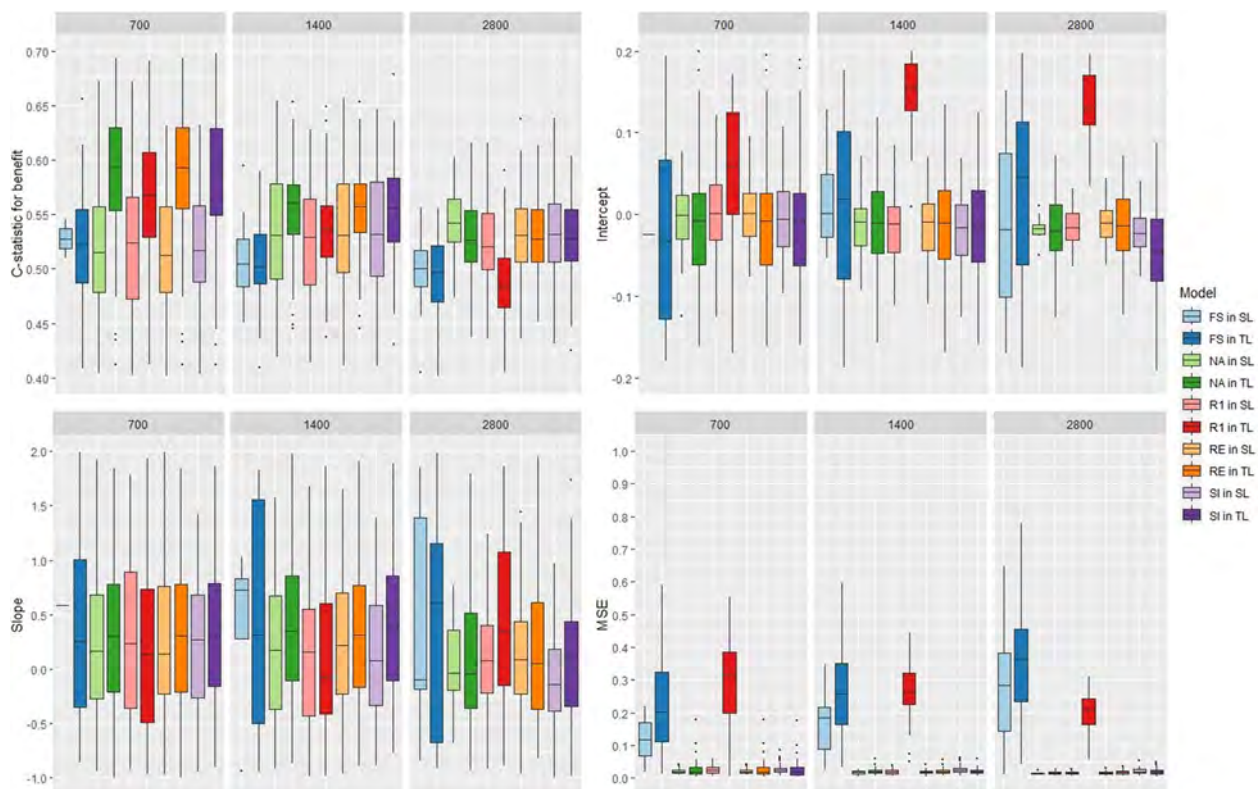 700
1400
2800
C-statistic for benefit
0.70
0.65
0.60
0.55
0.50
0.45
0.40
700
1400
2800
Intercept
0.2
0.1
0.0
-0.1
-0.2
700
1400
2800
Slope
2.0
1.5
1.0
0.5
0.0
-0.5
-1.0
700
1400
2800
MSE
1.0
0.9
0.8
0.7
0.6
0.5
0.4
0.3
0.2
0.1
0.0
Model
FS in SL
FS in TL
NA in SL
NA in TL
R1 in SL
R1 in TL
RE in SL
RE in TL
SI in SL
SI in TL